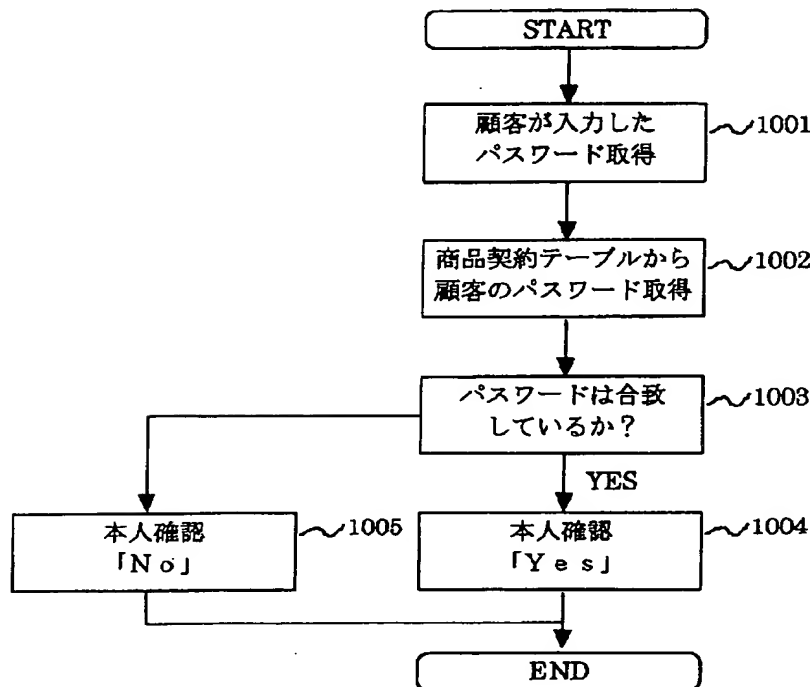 START
顧客が入力した
パスワード取得
1001
商品契約テーブルから
顧客のパスワード取得
1002
パスワードは合致
しているか?
1003
YES
本人確認
「No」
1005
本人確認
「Yes」
1004
END